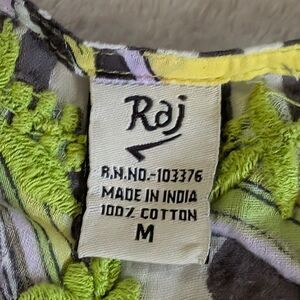 Raj
R.N.NO.-103376
MADE IN INDIA
100% COTTON
M